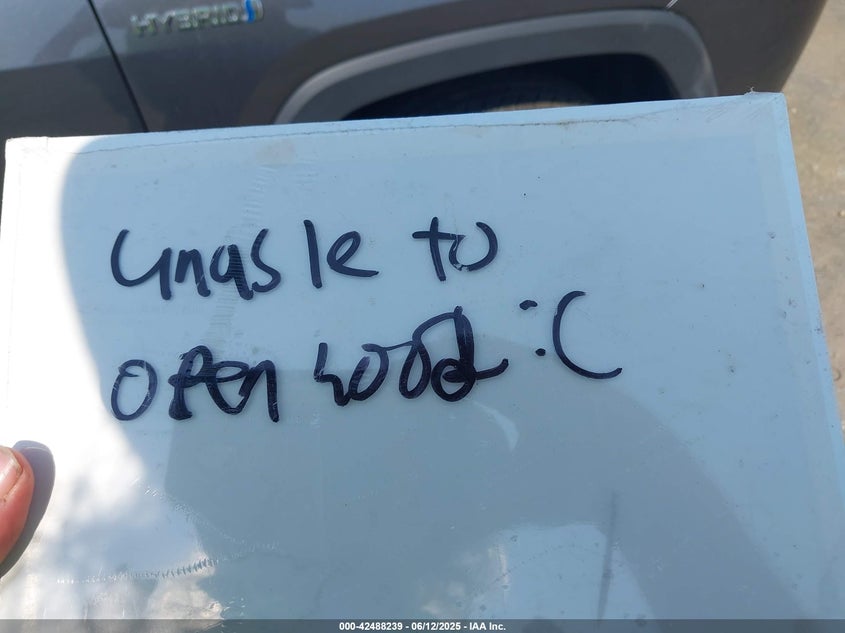 HYBRID
Unable to
open hood :(
000-42488239 - 06/12/2025 - IAA Inc.